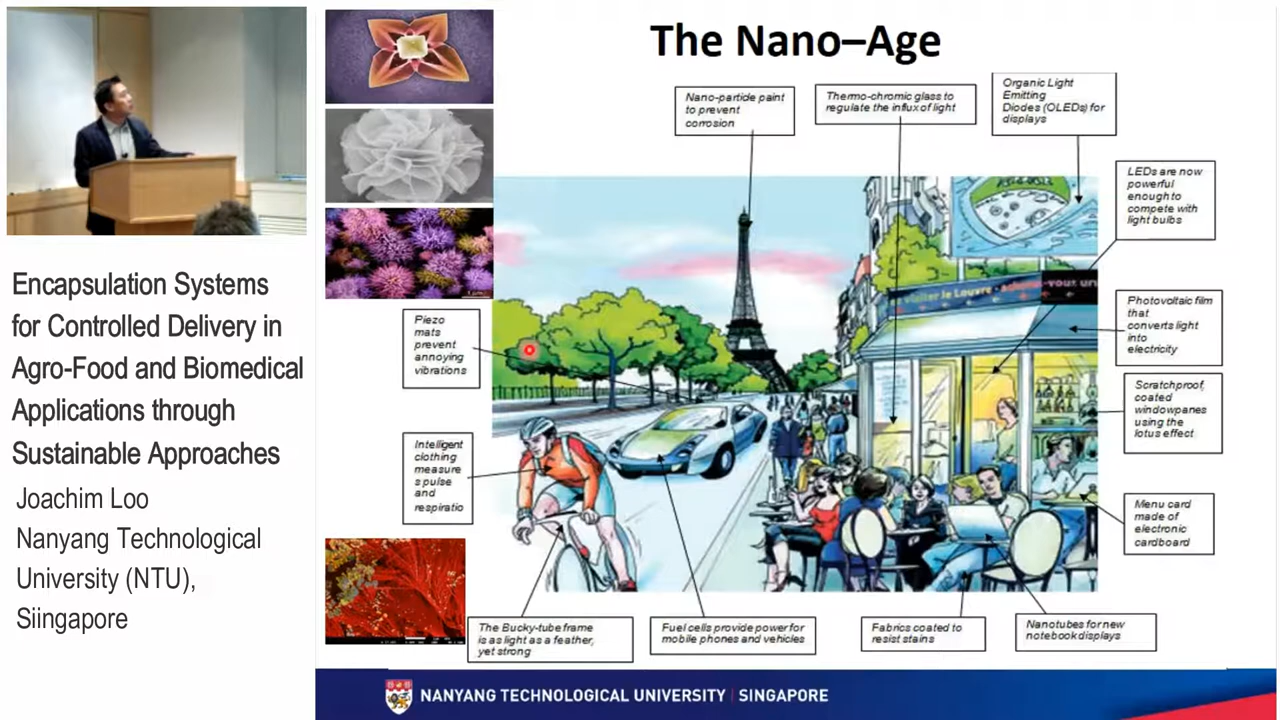 Encapsulation Systems
for Controlled Delivery in
Agro-Food and Biomedical
Applications through
Sustainable Approaches
Joachim Loo
Nanyang Technological
University (NTU),
Siingapore
The Nano–Age
Nano-particle paint
to prevent
corrosion
Thermo-chromic glass to
regulate the influx of light
Organic Light
Emitting
Diodes (OLEDs) for
displays
LEDs are now
powerful
enough to
compete with
light bulbs
visiter le Louvre
Photovoltaic film
that
converts light
into
electricity
Piezo
mats
prevent
annoying
vibrations
Scratchproof,
coated
windowpanes
using the
lotus effect
Intelligent
clothing
measure
s pulse
and
respiratio
Menu card
made of
electronic
cardboard
The Bucky-tube frame
is as light as a feather,
yet strong
Fuel cells provide power for
mobile phones and vehicles
Fabrics coated to
resist stains
Nanotubes for new
notebook displays
NANYANG TECHNOLOGICAL UNIVERSITY | SINGAPORE